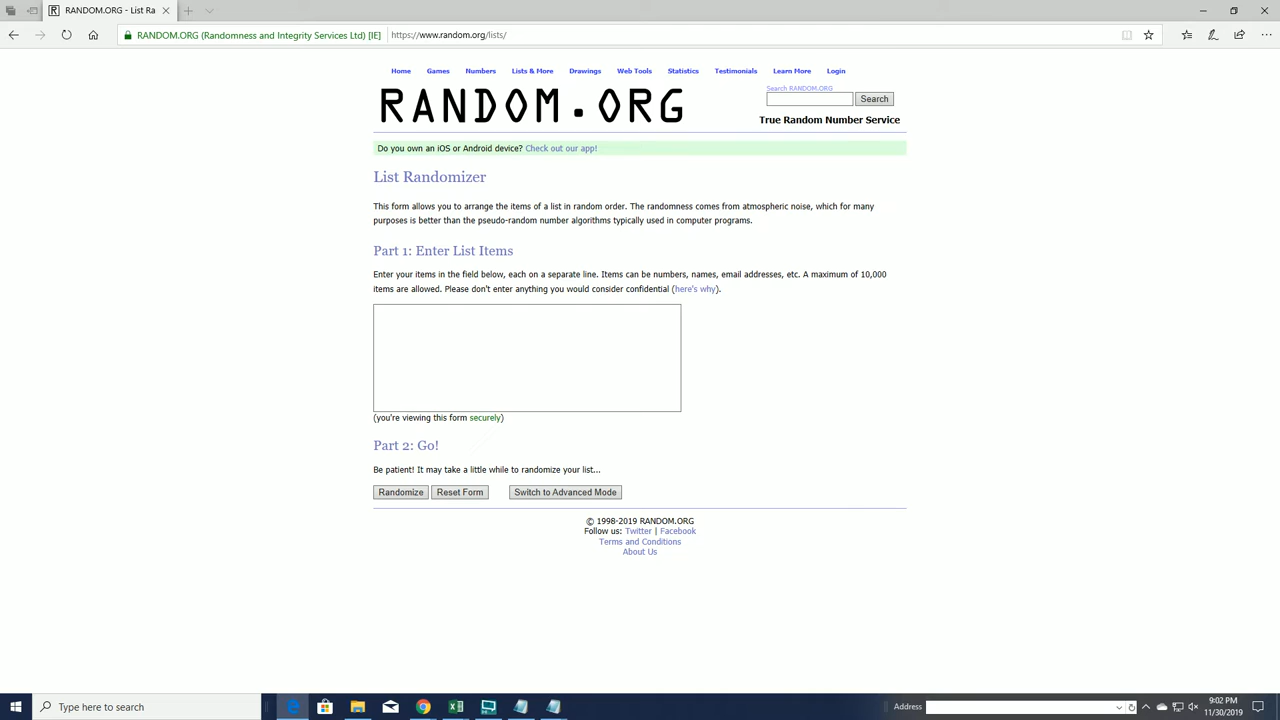 RANDOM.ORG - List Ra
RANDOM.ORG (Randomness and Integrity Services Ltd) [IE]
https://www.random.org/lists/
Home Games Numbers Lists & More Drawings Web Tools Statistics Testimonials Learn More Login
RANDOM.ORG
Search RANDOM.ORG
Search
True Random Number Service
Do you own an iOS or Android device? Check out our app!
List Randomizer
This form allows you to arrange the items of a list in random order. The randomness comes from atmospheric noise, which for many
purposes is better than the pseudo-random number algorithms typically used in computer programs.
Part 1: Enter List Items
Enter your items in the field below, each on a separate line. Items can be numbers, names, email addresses, etc. A maximum of 10,000
items are allowed. Please don't enter anything you would consider confidential (here's why).
(you're viewing this form securely)
Part 2: Go!
Be patient! It may take a little while to randomize your list...
Randomize Reset Form Switch to Advanced Mode
© 1998-2019 RANDOM.ORG
Follow us: Twitter | Facebook
Terms and Conditions
About Us
Type here to search
Address
9:02 PM
11/30/2019